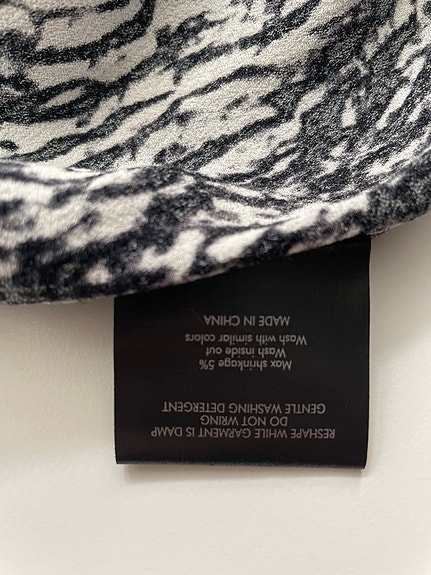 RESHAPE WHILE GARMENT IS DAMP
DO NOT WRING
GENTLE WASHING DETERGENT
Max shrinkage 5%
Wash inside out
Wash with similar colors
MADE IN CHINA